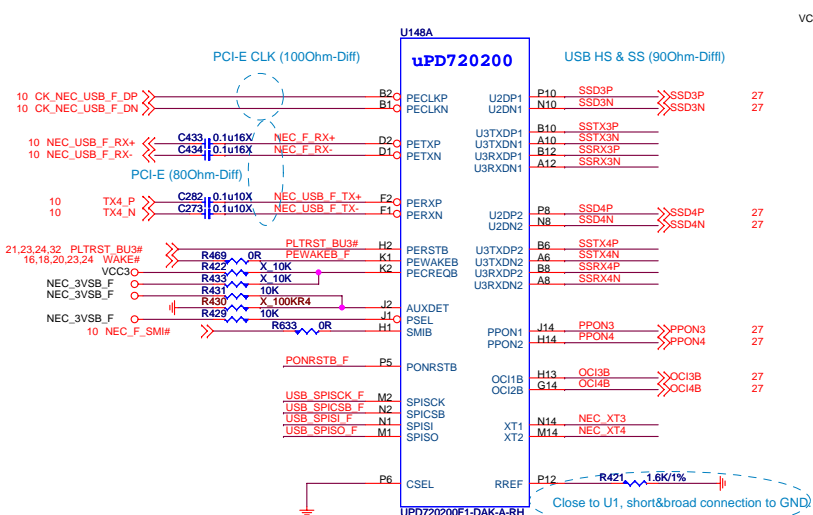 VC
U148A
PCI-E CLK (100Ohm-Diff)
uPD720200
USB HS & SS (90Ohm-Diffl)
10 CK_NEC_USB_F_DP B2 PECLKP
10 CK_NEC_USB_F_DN B1 PECLKN
U2DP1 P10 SSD3P SSD3P 27
U2DN1 N10 SSD3N SSD3N 27
10 NEC_USB_F_RX+ C433 0.1u16X NEC_F_RX+ D2 PETXP
10 NEC_USB_F_RX- C434 0.1u16X NEC_F_RX- D1 PETXN
U3TXDP1 B10 SSTX3P
U3TXDN1 A10 SSTX3N
U3RXDP1 B12 SSRX3P
U3RXDN1 A12 SSRX3N
PCI-E (80Ohm-Diff)
10 TX4_P C282 0.1u10X NEC_USB_F_TX+ F2 PERXP
10 TX4_N C273 0.1u10X NEC_USB_F_TX- F1 PERXN
U2DP2 P8 SSD4P SSD4P 27
U2DN2 N8 SSD4N SSD4N 27
21,23,24,32 PLTRST_BU3# PLTRST_BU3# H2 PERSTB
16,18,20,23,24 WAKE# R469 0R PEWAKEB_F K1 PEWAKEB
VCC3 R422 X_10K K2 PECREQB
U3TXDP2 B6 SSTX4P
U3TXDN2 A6 SSTX4N
U3RXDP2 B8 SSRX4P
U3RXDN2 A8 SSRX4N
NEC_3VSB_F R433 X_10K
NEC_3VSB_F R431 10K
R430 X_100KR4 J2 AUXDET
NEC_3VSB_F R429 10K J1 PSEL
10 NEC_F_SMI# R633 0R H1 SMIB
PPON1 J14 PPON3 PPON3 27
PPON2 H14 PPON4 PPON4 27
PONRSTB_F P5 PONRSTB
OCI1B H13 OCI3B OCI3B 27
OCI2B G14 OCI4B OCI4B 27
USB_SPISCK_F M2 SPISCK
USB_SPICSB_F N2 SPICSB
USB_SPISI_F N1 SPISI
USB_SPISO_F M1 SPISO
XT1 N14 NEC_XT3
XT2 M14 NEC_XT4
P6 CSEL
RREF P12 R421 1.6K/1%
Close to U1, short&broad connection to GND.
UPD720200F1-DAK-A-RH